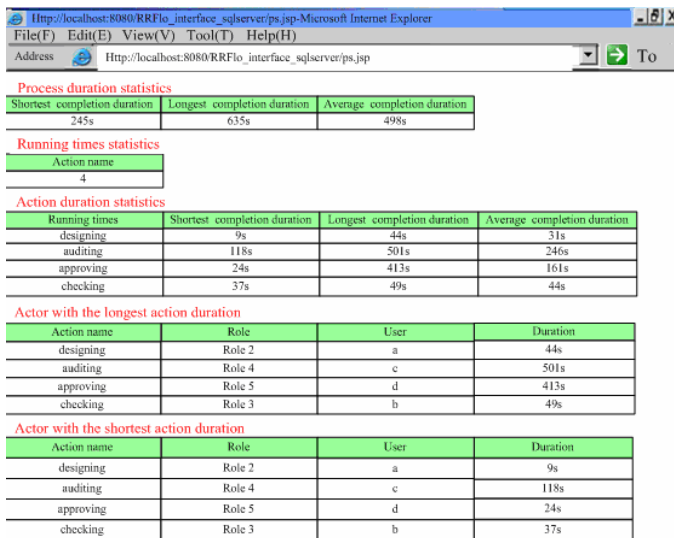 Http://localhost:8080/RRFlo_interface_sqlserver/ps.jsp-Microsoft Internet Explorer
File(F) Edit(E) View(V) Tool(T) Help(H)
Address Http://localhost:8080/RRFlo_interface_sqlserver/ps.jsp To
Process duration statistics
Shortest completion duration Longest completion duration Average completion duration
245s 635s 498s
Running times statistics
Action name
4
Action duration statistics
Running times Shortest completion duration Longest completion duration Average completion duration
designing 9s 44s 31s
auditing 118s 501s 246s
approving 24s 413s 161s
checking 37s 49s 44s
Actor with the longest action duration
Action name Role User Duration
designing Role 2 a 44s
auditing Role 4 c 501s
approving Role 5 d 413s
checking Role 3 b 49s
Actor with the shortest action duration
Action name Role User Duration
designing Role 2 a 9s
auditing Role 4 c 118s
approving Role 5 d 24s
checking Role 3 b 37s